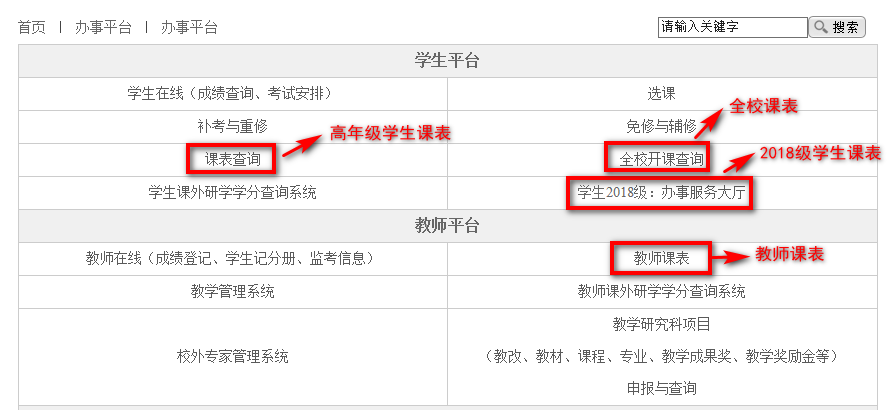 首页 | 办事平台 | 办事平台
请输入关键字 搜索
学生平台
学生在线（成绩查询、考试安排） 选课
全校课表
补考与重修 免修与辅修
高年级学生课表
课表查询 全校开课查询
2018级学生课表
学生课外研学学分查询系统 学生2018级：办事服务大厅
教师平台
教师在线（成绩登记、学生记分册、监考信息） 教师课表 教师课表
教学管理系统 教师课外研学学分查询系统
教学研究科项目
校外专家管理系统 （教改、教材、课程、专业、教学成果奖、教学奖励金等）
申报与查询